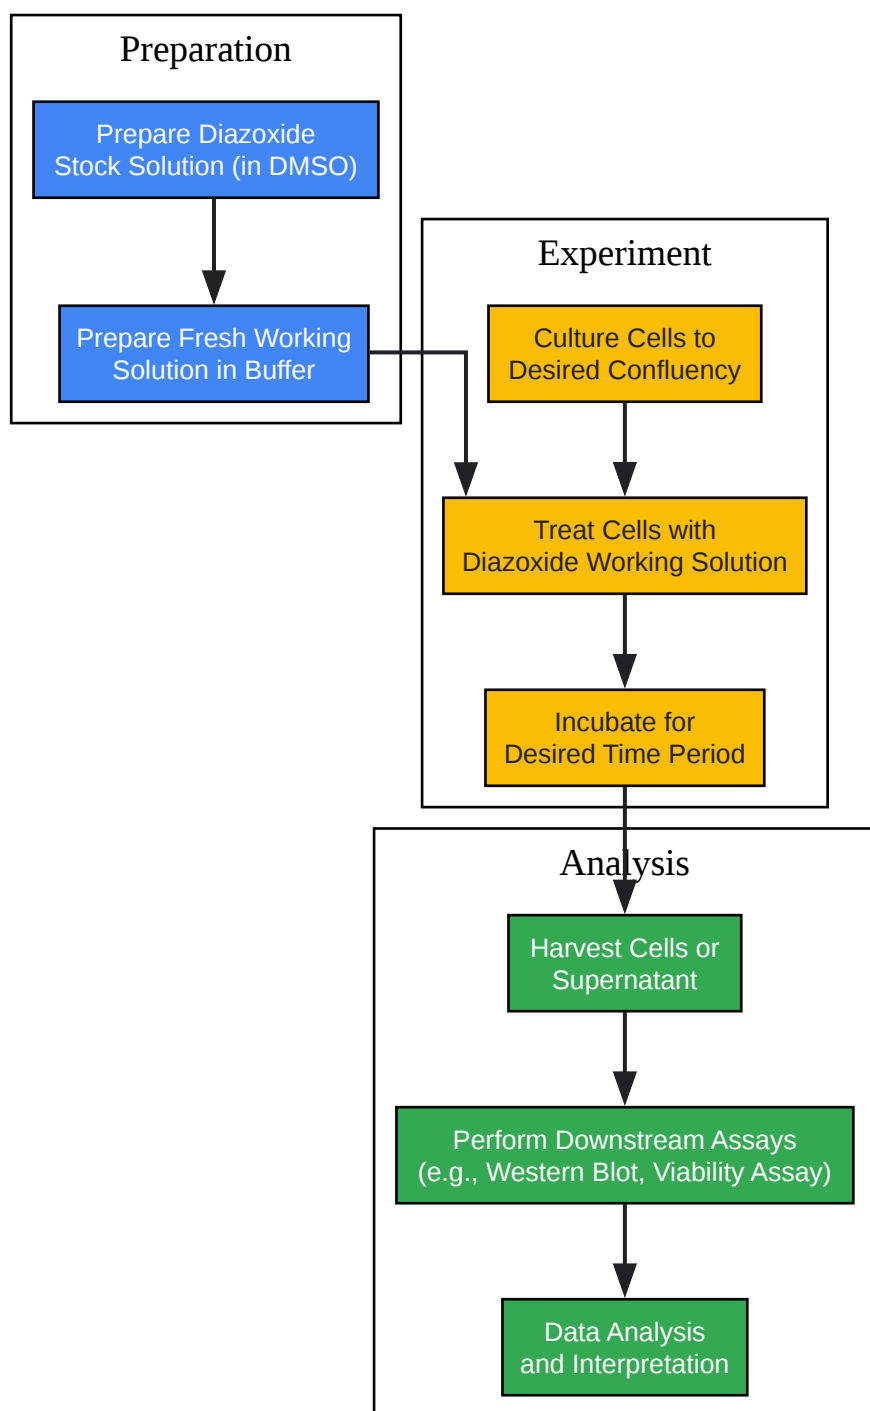 Preparation
Prepare Diazoxide
Stock Solution (in DMSO)
Prepare Fresh Working
Solution in Buffer
Experiment
Culture Cells to
Desired Confluency
Treat Cells with
Diazoxide Working Solution
Incubate for
Desired Time Period
Analysis
Harvest Cells or
Supernatant
Perform Downstream Assays
(e.g., Western Blot, Viability Assay)
Data Analysis
and Interpretation